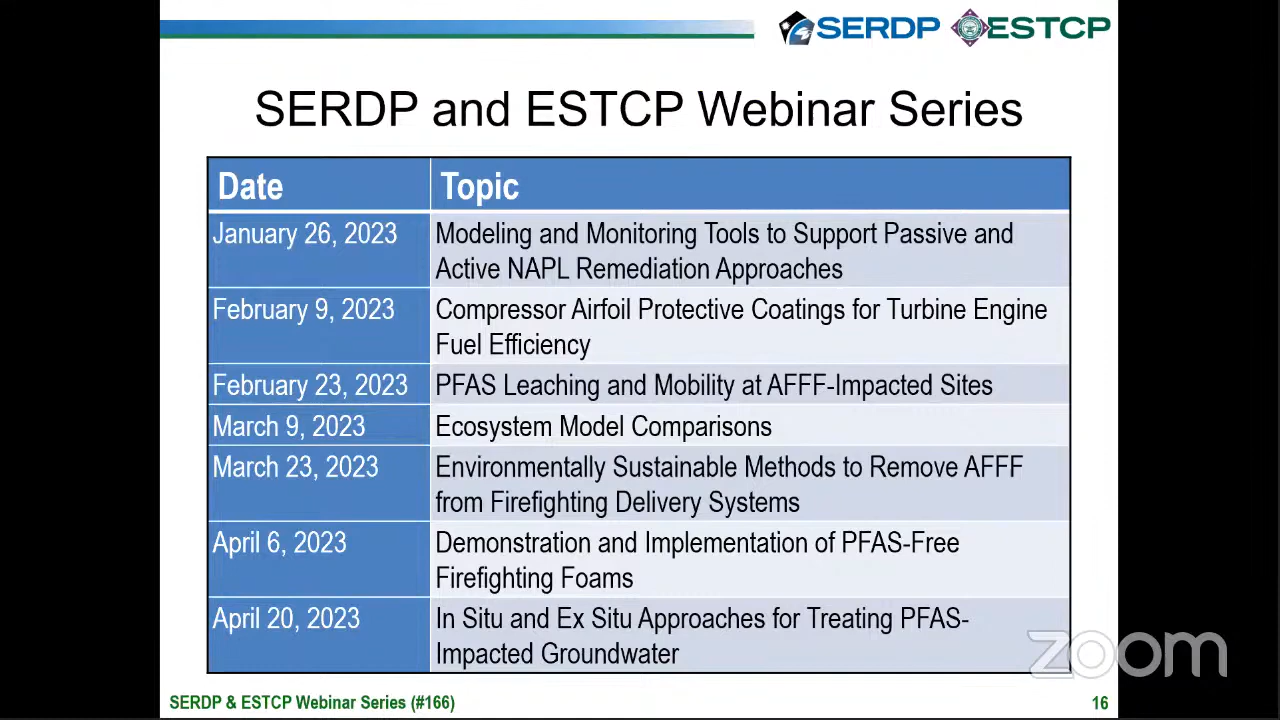 SERDP ESTCP
SERDP and ESTCP Webinar Series
Date Topic
January 26, 2023 Modeling and Monitoring Tools to Support Passive and
Active NAPL Remediation Approaches
February 9, 2023 Compressor Airfoil Protective Coatings for Turbine Engine
Fuel Efficiency
February 23, 2023 PFAS Leaching and Mobility at AFFF-Impacted Sites
March 9, 2023 Ecosystem Model Comparisons
March 23, 2023 Environmentally Sustainable Methods to Remove AFFF
from Firefighting Delivery Systems
April 6, 2023 Demonstration and Implementation of PFAS-Free
Firefighting Foams
April 20, 2023 In Situ and Ex Situ Approaches for Treating PFAS-
Impacted Groundwater
zoom
SERDP & ESTCP Webinar Series (#166) 16